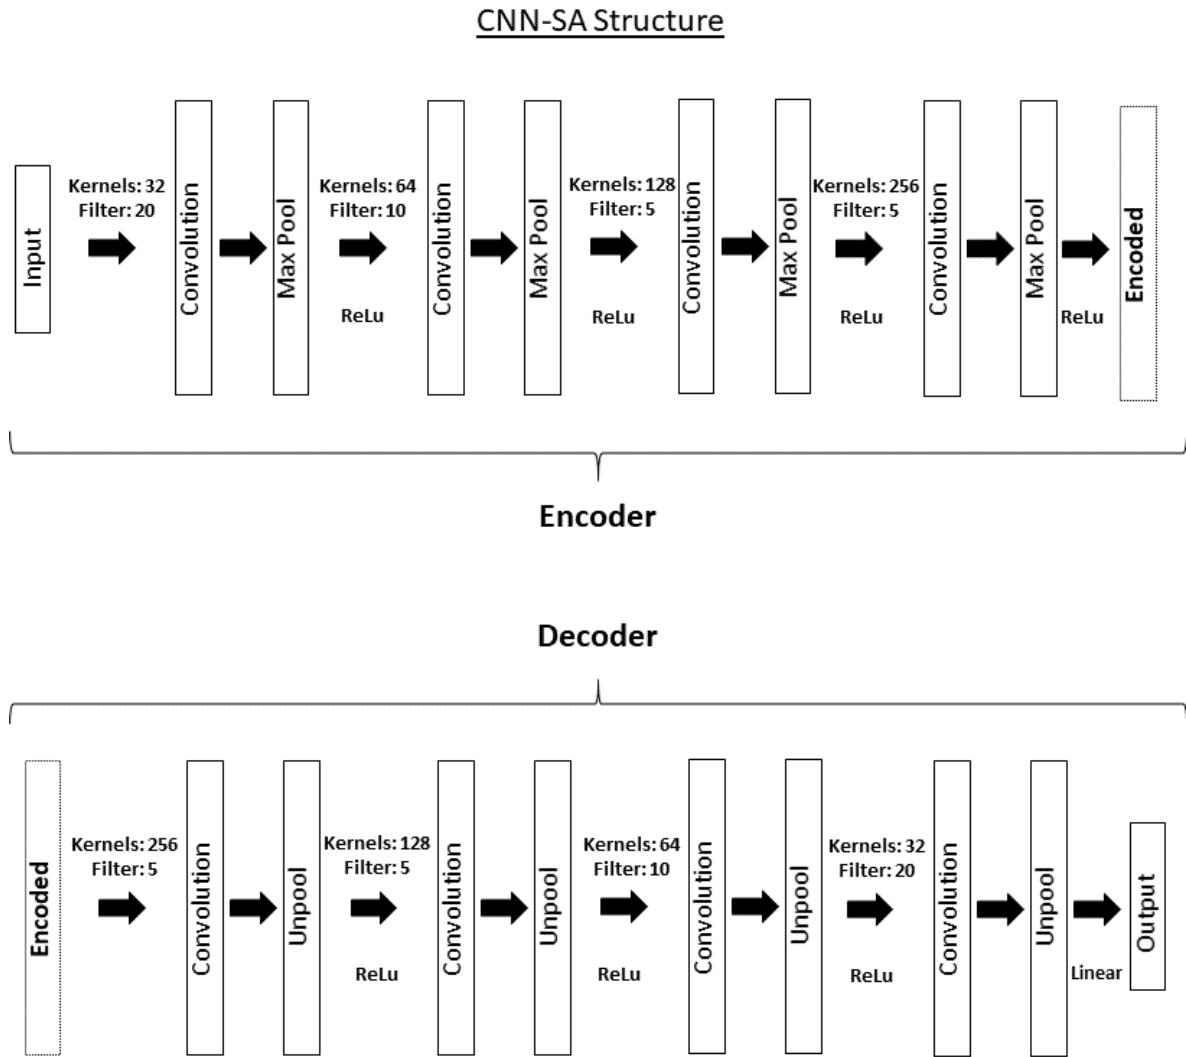 CNN-SA Structure
Input
Kernels: 32
Filter: 20
Convolution
Max Pool
Kernels: 64
Filter: 10
ReLu
Convolution
Max Pool
Kernels: 128
Filter: 5
ReLu
Convolution
Max Pool
Kernels: 256
Filter: 5
ReLu
Convolution
Max Pool
ReLu
Encoded
Encoder
Decoder
Encoded
Kernels: 256
Filter: 5
Convolution
Unpool
Kernels: 128
Filter: 5
ReLu
Convolution
Unpool
Kernels: 64
Filter: 10
ReLu
Convolution
Unpool
Kernels: 32
Filter: 20
ReLu
Convolution
Unpool
Linear
Output